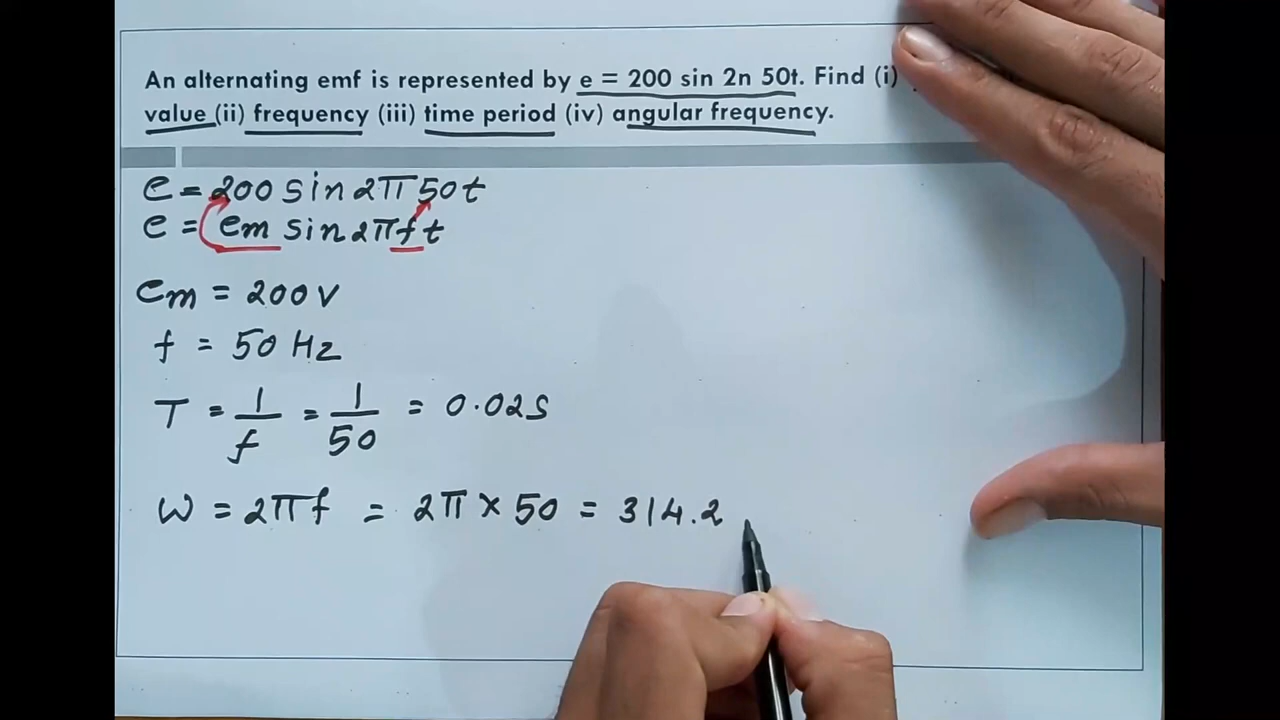 An alternating emf is represented by e = 200 sin 2n 50t. Find (i)
value (ii) frequency (iii) time period (iv) angular frequency.
e = 200 sin 2π 50t
e = em sin 2π f t
em = 200 V
f = 50 Hz
T = 1/f = 1/50 = 0.02 s
W = 2π f = 2π × 50 = 314.2